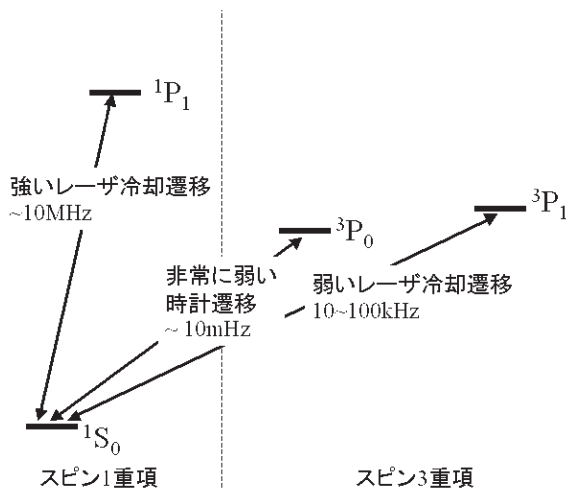 ¹P₁
強いレーザ冷却遷移
~10MHz
³P₁
³P₀
非常に弱い
時計遷移
~ 10mHz
弱いレーザ冷却遷移
10~100kHz
¹S₀
スピン1重項
スピン3重項